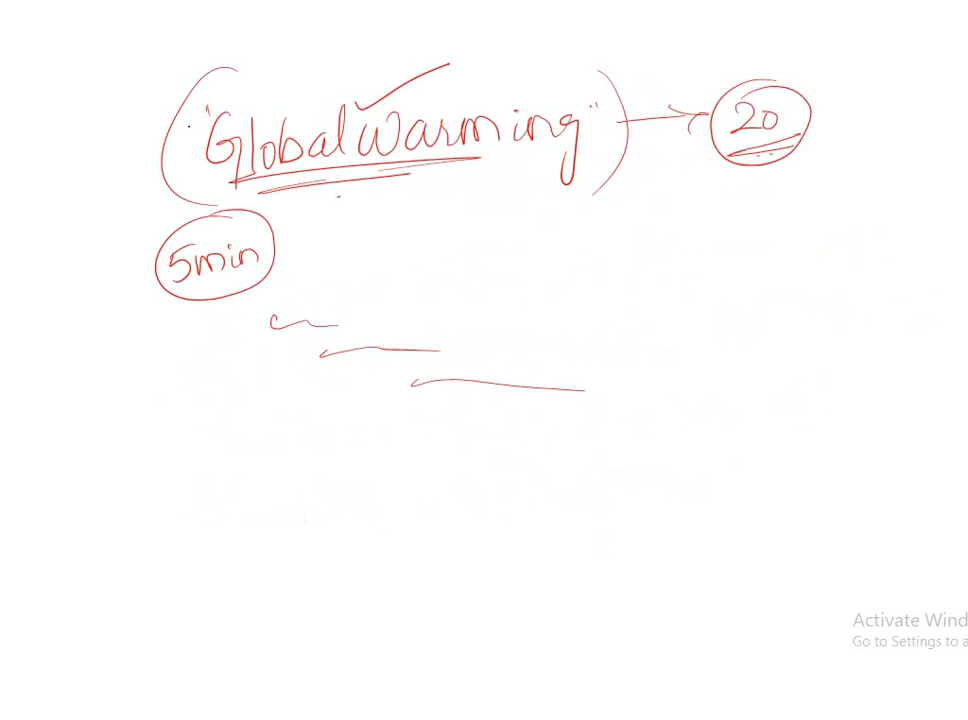 ("Global Warming") → 20
5min
Activate Wind
Go to Settings to a